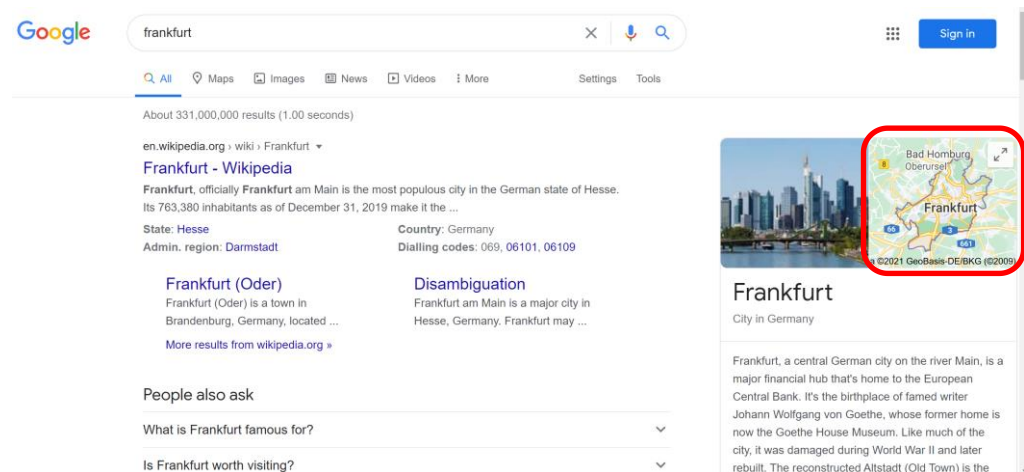 Google
frankfurt
Sign in
All
Maps
Images
News
Videos
More
Settings
Tools
About 331,000,000 results (1.00 seconds)
en.wikipedia.org › wiki › Frankfurt
Frankfurt - Wikipedia
Frankfurt, officially Frankfurt am Main is the most populous city in the German state of Hesse.
Its 763,380 inhabitants as of December 31, 2019 make it the ...
State: Hesse
Country: Germany
Admin. region: Darmstadt
Dialling codes: 069, 06101, 06109
Frankfurt (Oder)
Frankfurt (Oder) is a town in
Brandenburg, Germany, located ...
Disambiguation
Frankfurt am Main is a major city in
Hesse, Germany. Frankfurt may ...
More results from wikipedia.org »
People also ask
What is Frankfurt famous for?
Is Frankfurt worth visiting?
Bad Homburg
Oberursel
8
Frankfurt
66
3
661
©2021 GeoBasis-DE/BKG (©2009)
Frankfurt
City in Germany
Frankfurt, a central German city on the river Main, is a
major financial hub that's home to the European
Central Bank. It's the birthplace of famed writer
Johann Wolfgang von Goethe, whose former home is
now the Goethe House Museum. Like much of the
city, it was damaged during World War II and later
rebuilt. The reconstructed Altstadt (Old Town) is the